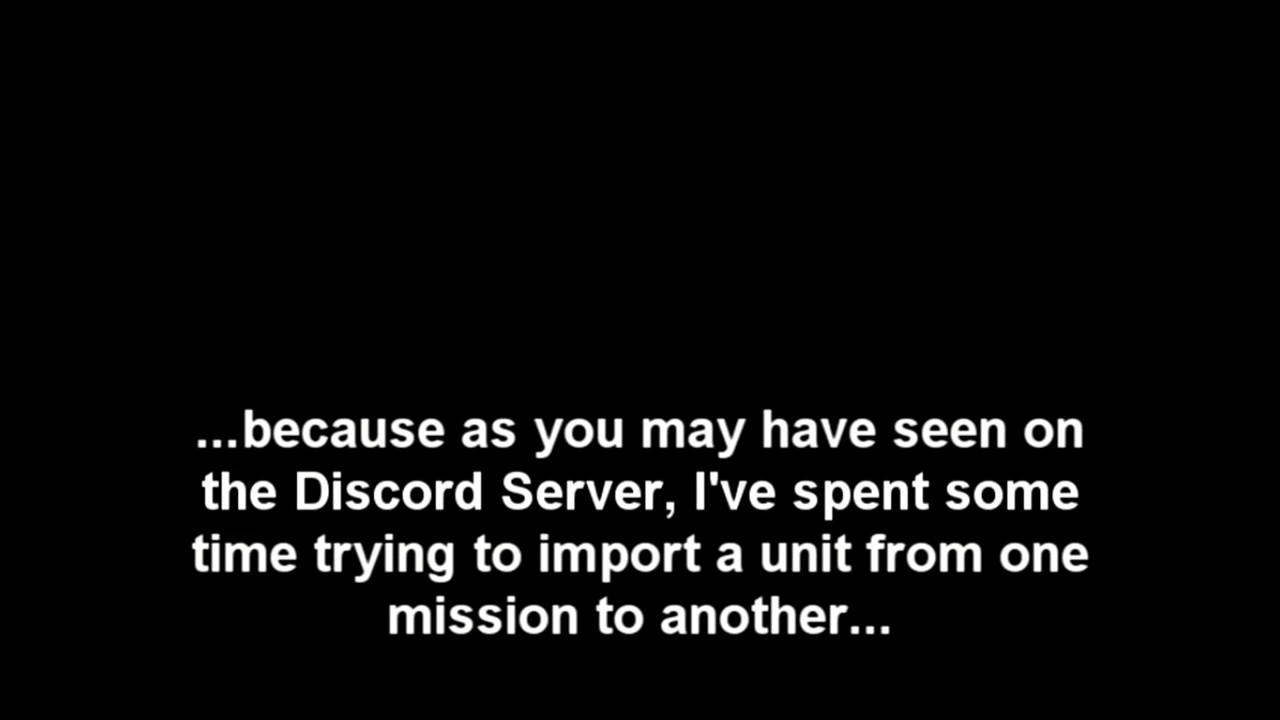 ...because as you may have seen on
the Discord Server, I've spent some
time trying to import a unit from one
mission to another...